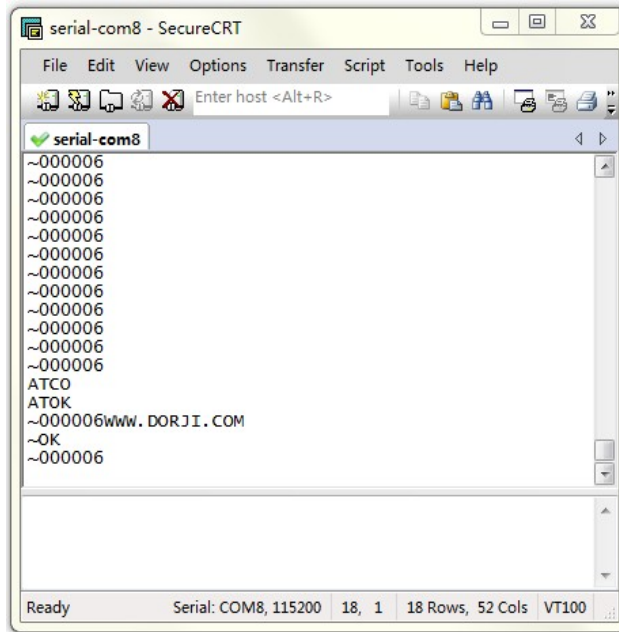 serial-com8 - SecureCRT
File Edit View Options Transfer Script Tools Help
Enter host <Alt+R>
serial-com8
~000006
~000006
~000006
~000006
~000006
~000006
~000006
~000006
~000006
~000006
~000006
~000006
ATCO
ATOK
~000006WWW.DORJI.COM
~OK
~000006
Ready Serial: COM8, 115200 18, 1 18 Rows, 52 Cols VT100